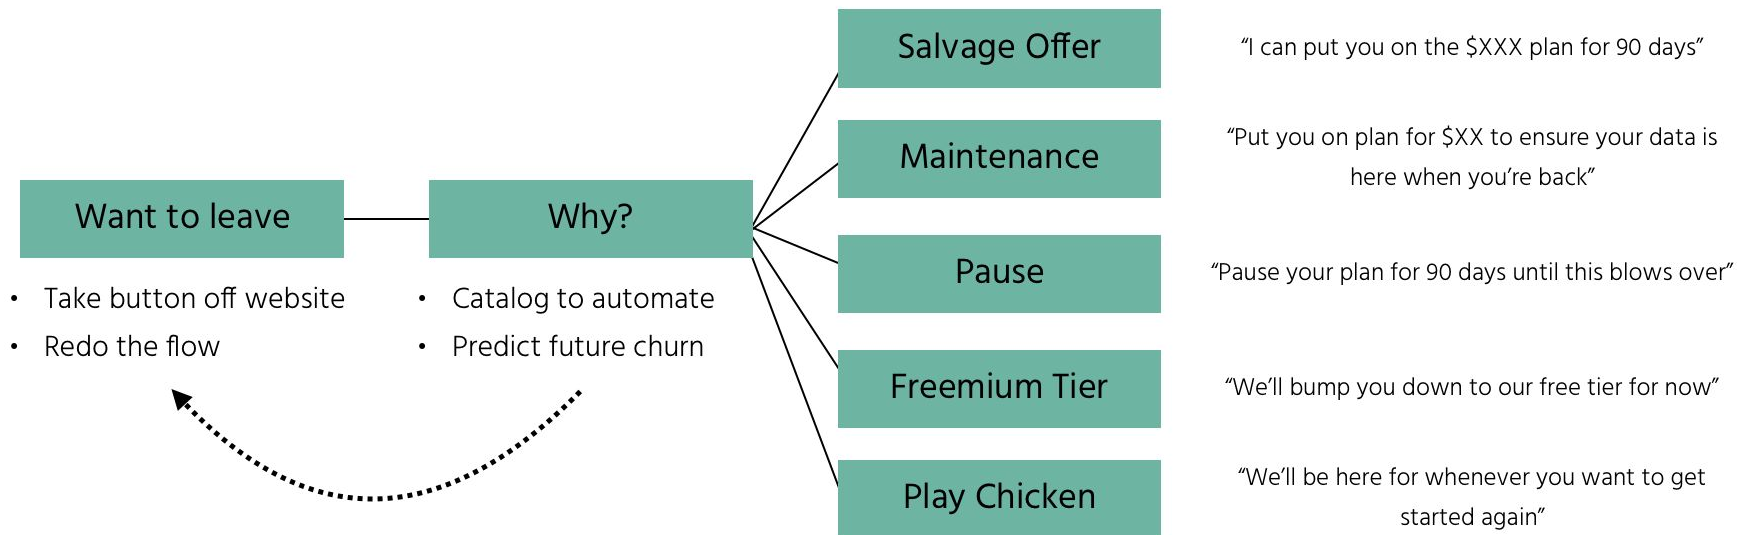 Want to leave
• Take button off website
• Redo the flow
Why?
• Catalog to automate
• Predict future churn
Salvage Offer
“I can put you on the $XXX plan for 90 days”
Maintenance
“Put you on plan for $XX to ensure your data is
here when you’re back”
Pause
“Pause your plan for 90 days until this blows over”
Freemium Tier
“We’ll bump you down to our free tier for now”
Play Chicken
“We’ll be here for whenever you want to get
started again”